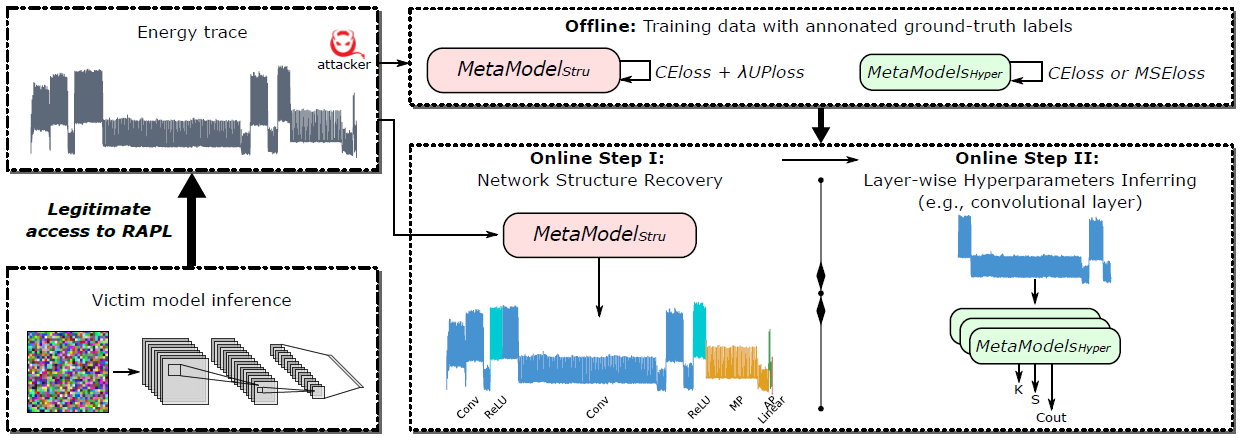 Energy trace
attacker
Offline: Training data with annonated ground-truth labels
MetaModelStru
CEloss + λUPloss
MetaModelsHyper
CEloss or MSEloss
Legitimate
access to RAPL
Victim model inference
Online Step I:
Network Structure Recovery
MetaModelStru
Conv
ReLU
Conv
ReLU
MP
AP
Linear
Online Step II:
Layer-wise Hyperparameters Inferring
(e.g., convolutional layer)
MetaModelsHyper
K
S
Cout